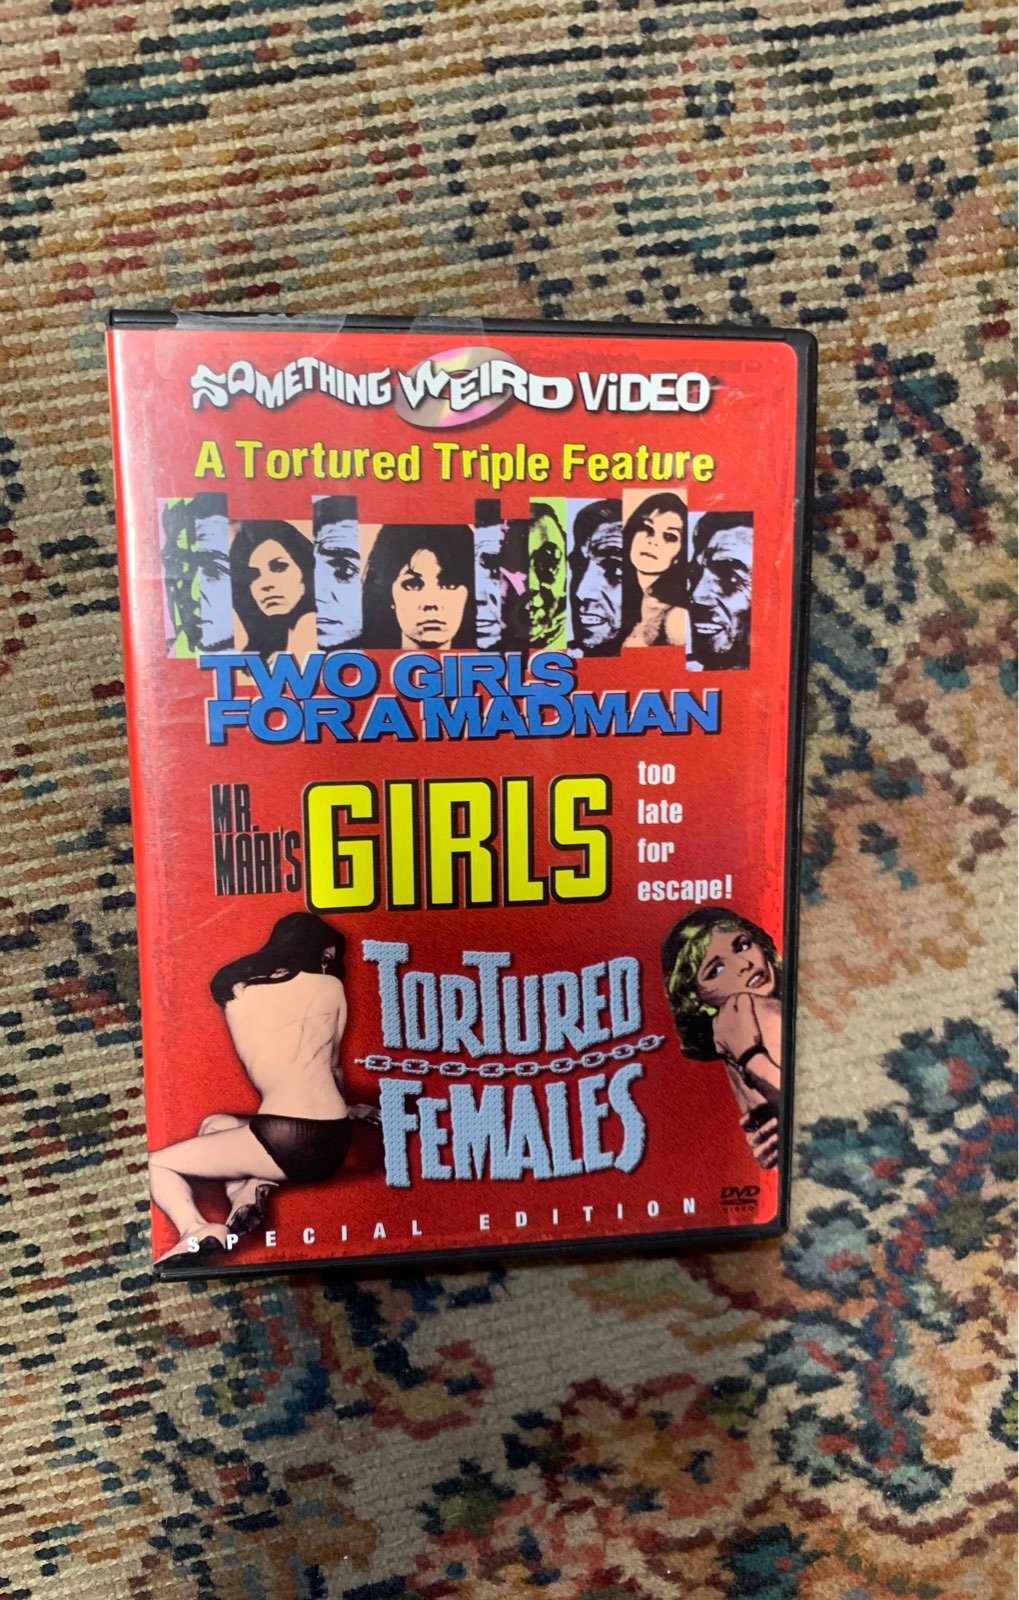 SOMETHING WEIRD ViDEO
A Tortured Triple Feature
TWO GIRLS
FOR A MADMAN
MR.
MARI'S
GIRLS
too
late
for
escape!
TORTURED
FEMALES
SPECIAL EDITION
DVD
VIDEO